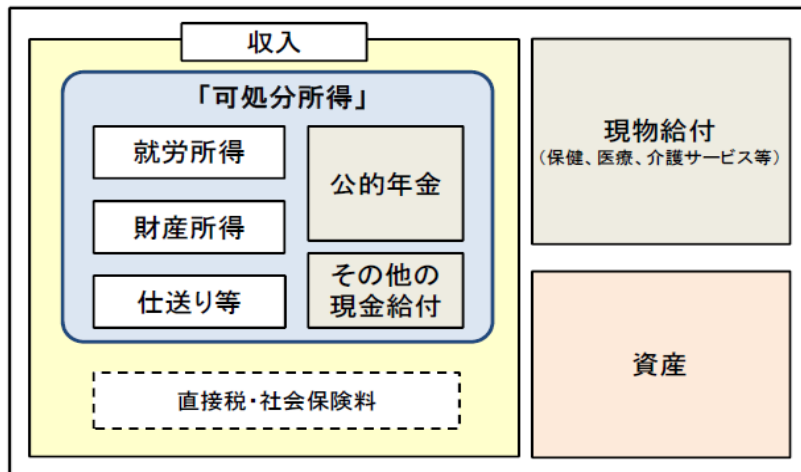 収入
「可処分所得」
就労所得
財産所得
仕送り等
公的年金
その他の
現金給付
直接税・社会保険料
現物給付
（保健、医療、介護サービス等）
資産